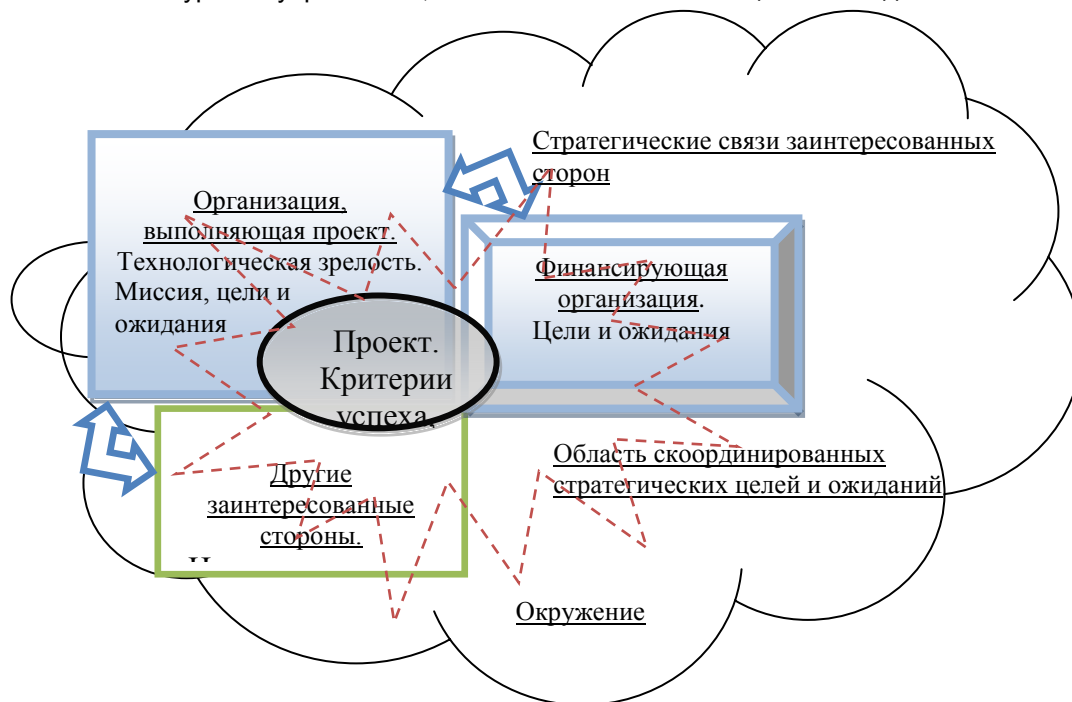 Стратегические связи заинтересованных
сторон
Организация,
выполняющая проект.
Технологическая зрелость.
Миссия, цели и
ожидания
Финансирующая
организация.
Цели и ожидания
Проект.
Критерии
успеха,
Другие
заинтересованные
стороны.
Область скоординированных
стратегических целей и ожиданий
Окружение